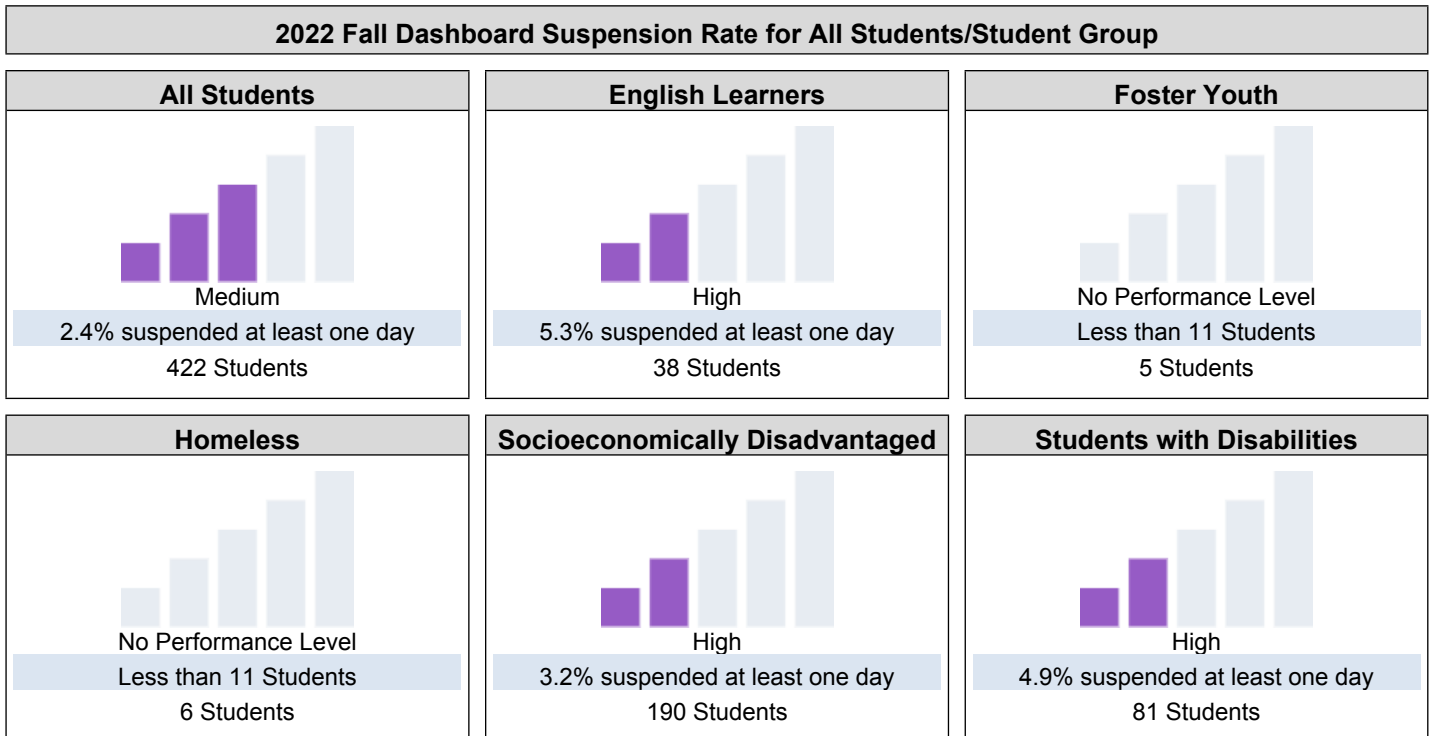 2022 Fall Dashboard Suspension Rate for All Students/Student Group
All Students
Medium
2.4% suspended at least one day
422 Students
English Learners
High
5.3% suspended at least one day
38 Students
Foster Youth
No Performance Level
Less than 11 Students
5 Students
Homeless
No Performance Level
Less than 11 Students
6 Students
Socioeconomically Disadvantaged
High
3.2% suspended at least one day
190 Students
Students with Disabilities
High
4.9% suspended at least one day
81 Students